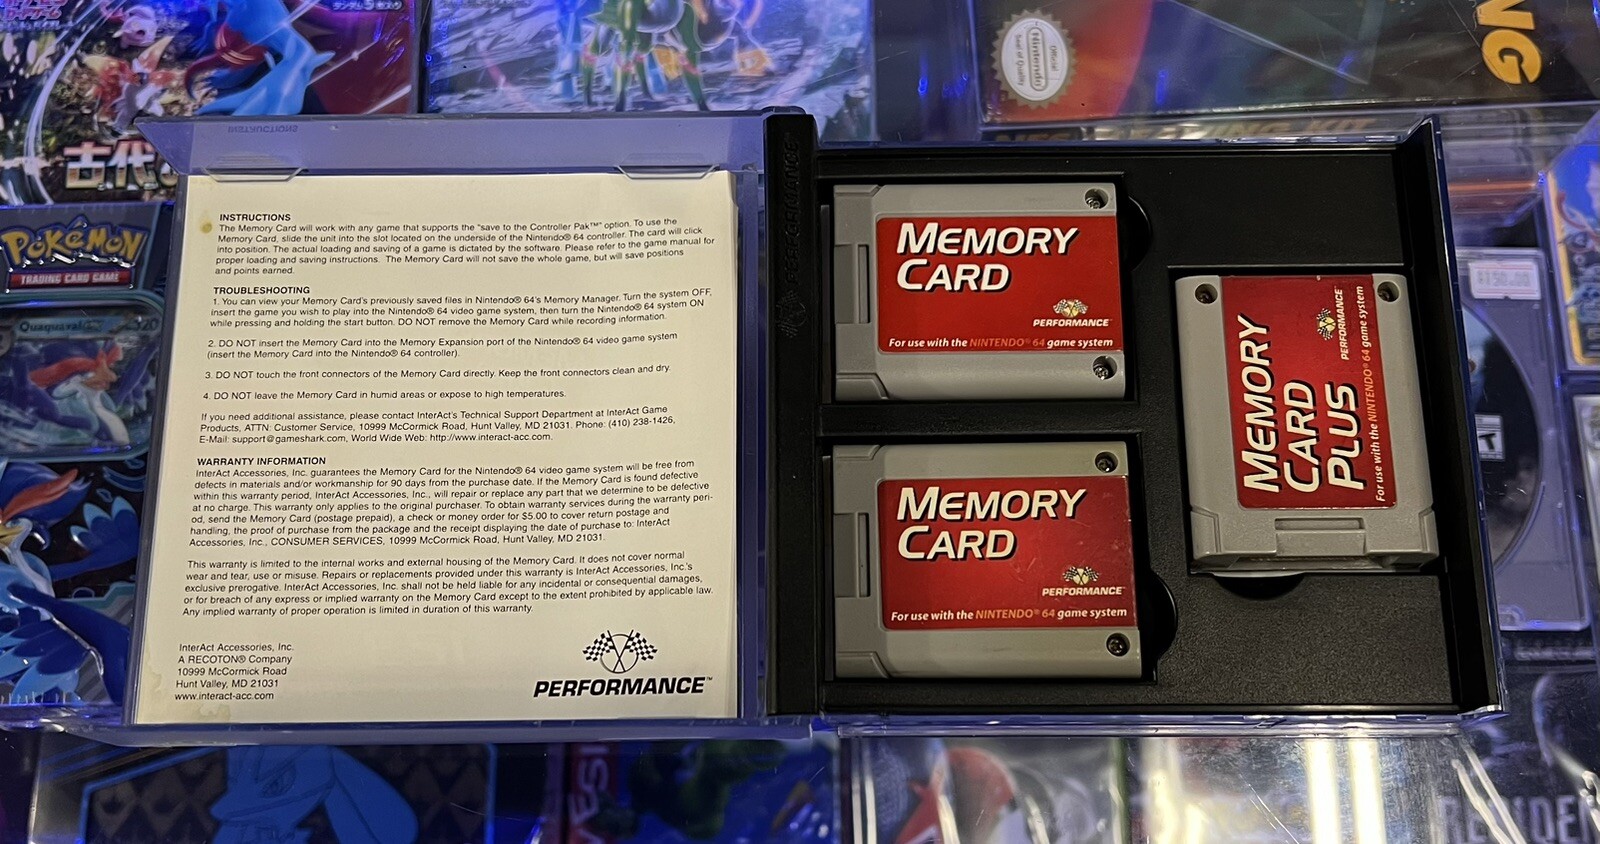 INSTRUCTIONS
The Memory Card will work with any game that supports the "save to the Controller Pak™" option. To use the
Memory Card, slide the unit into the slot located on the underside of the Nintendo® 64 controller. The card will click
into position. The actual loading and saving of a game is dictated by the software. Please refer to the game manual for
proper loading and saving instructions. The Memory Card will not save the whole game, but will save positions
and points earned.
TROUBLESHOOTING
1. You can view your Memory Card's previously saved files in Nintendo® 64's Memory Manager. Turn the system OFF,
insert the game you wish to play into the Nintendo® 64 video game system, then turn the Nintendo® 64 system ON
while pressing and holding the start button. DO NOT remove the Memory Card while recording information.
2. DO NOT insert the Memory Card into the Memory Expansion port of the Nintendo® 64 video game system
(insert the Memory Card into the Nintendo® 64 controller).
3. DO NOT touch the front connectors of the Memory Card directly. Keep the front connectors clean and dry.
4. DO NOT leave the Memory Card in humid areas or expose to high temperatures.
If you need additional assistance, please contact InterAct's Technical Support Department at InterAct Game
Products, ATTN: Customer Service, 10999 McCormick Road, Hunt Valley, MD 21031. Phone: (410) 238-1426,
E-Mail: support@gameshark.com, World Wide Web: http://www.interact-acc.com.
WARRANTY INFORMATION
InterAct Accessories, Inc. guarantees the Memory Card for the Nintendo® 64 video game system will be free from
defects in materials and/or workmanship for 90 days from the purchase date. If the Memory Card is found defective
within this warranty period, InterAct Accessories, Inc., will repair or replace any part that we determine to be defective
at no charge. This warranty only applies to the original purchaser. To obtain warranty services during the warranty peri-
od, send the Memory Card (postage prepaid), a check or money order for $5.00 to cover return postage and
handling, the proof of purchase from the package and the receipt displaying the date of purchase to: InterAct
Accessories, Inc., CONSUMER SERVICES, 10999 McCormick Road, Hunt Valley, MD 21031.
This warranty is limited to the internal works and external housing of the Memory Card. It does not cover normal
wear and tear, use or misuse. Repairs or replacements provided under this warranty is InterAct Accessories, Inc.'s
exclusive prerogative. InterAct Accessories, Inc. shall not be held liable for any incidental or consequential damages,
or for breach of any express or implied warranty on the Memory Card except to the extent prohibited by applicable law.
Any implied warranty of proper operation is limited in duration of this warranty.
InterAct Accessories, Inc.
A RECOTON® Company
10999 McCormick Road
Hunt Valley, MD 21031
www.interact-acc.com
PERFORMANCE™
PERFORMANCE
MEMORY
CARD
PERFORMANCE
For use with the NINTENDO® 64 game system
MEMORY
CARD
PERFORMANCE
For use with the NINTENDO® 64 game system
MEMORY
CARD
PLUS
PERFORMANCE
For use with the NINTENDO® 64 game system
古代の
POKéMON
TRADING CARD GAME
Quaquaval
320
Official
Nintendo
Seal of Quality
NG
T